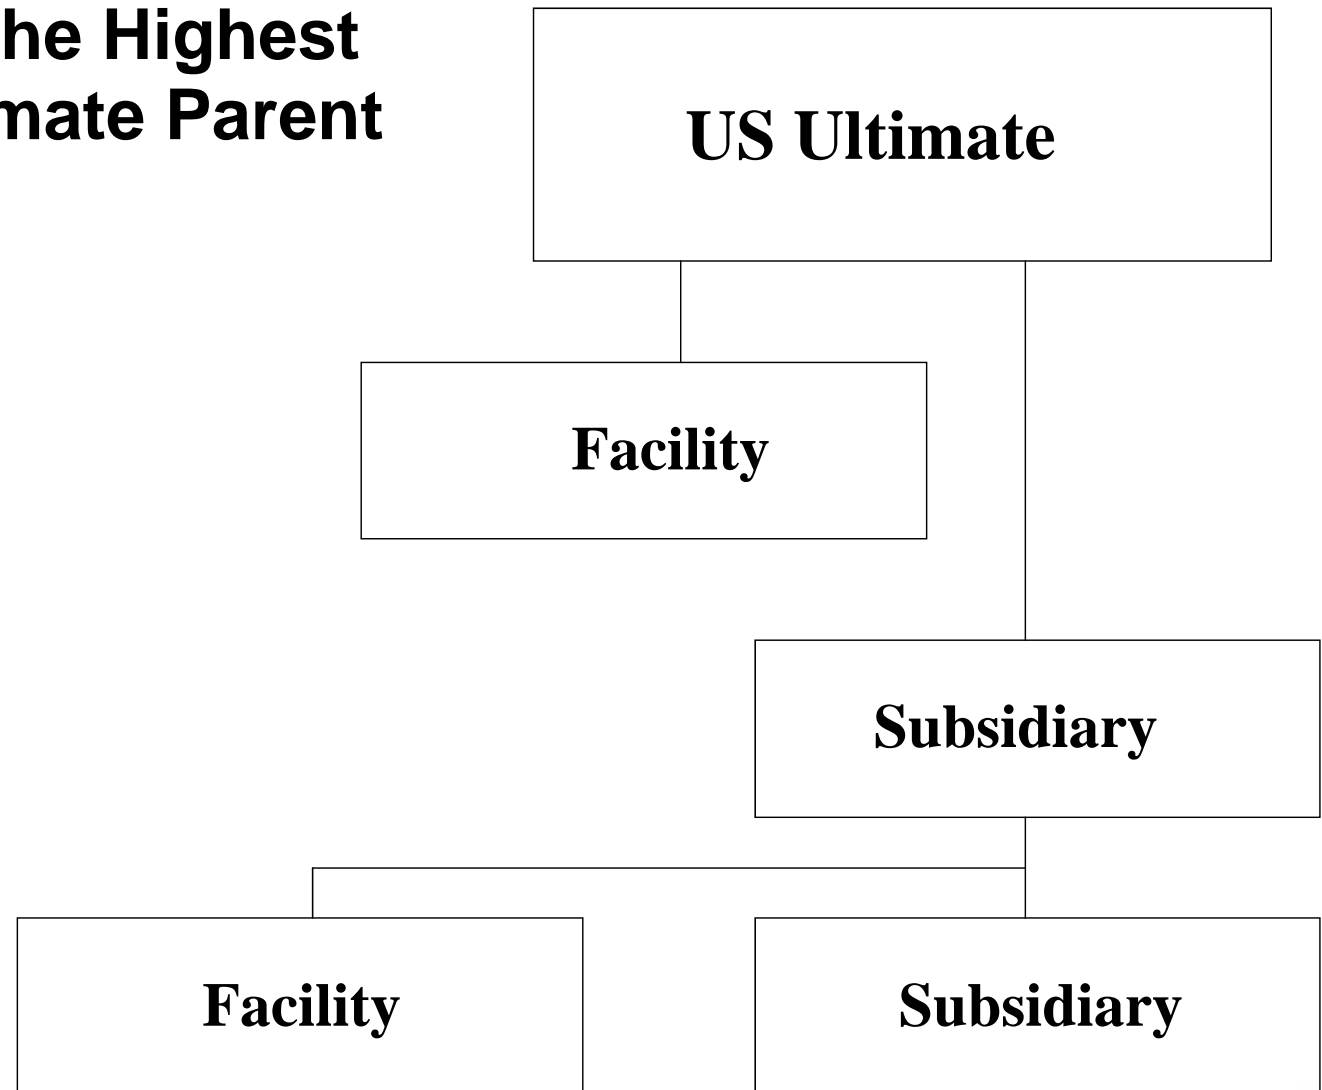 he Highest
mate Parent
US Ultimate
Facility
Subsidiary
Facility
Subsidiary